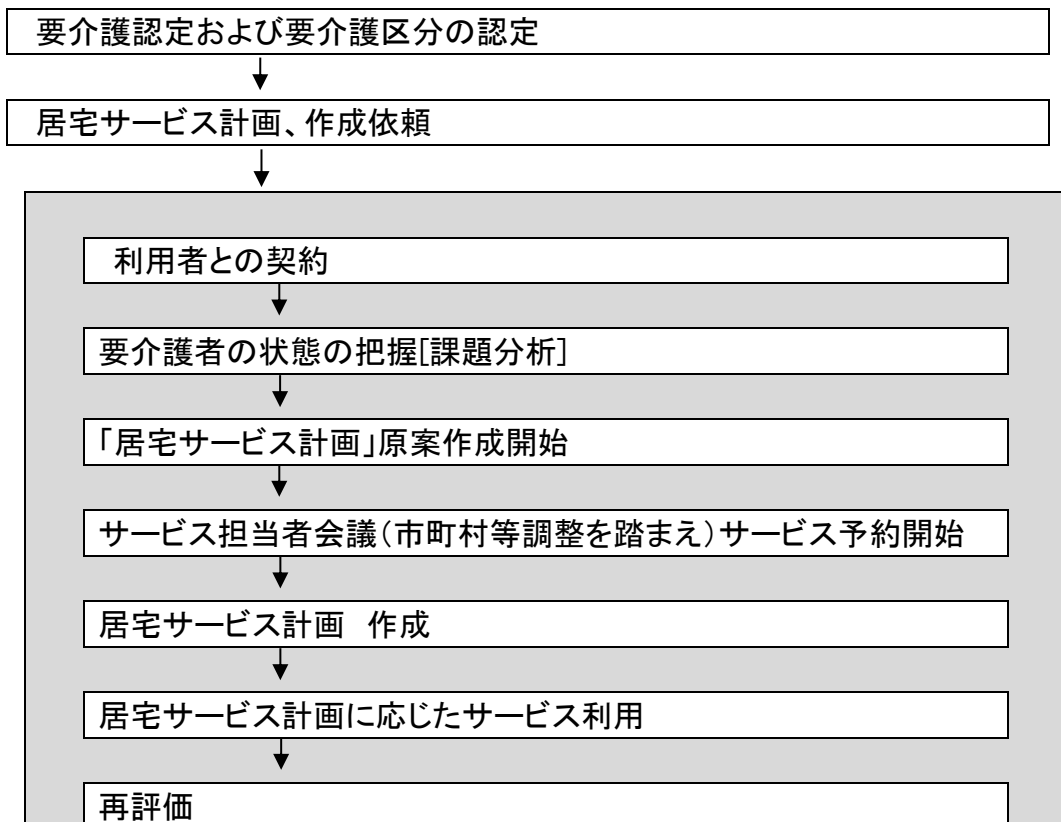 要介護認定および要介護区分の認定
居宅サービス計画、作成依頼
利用者との契約
要介護者の状態の把握[課題分析]
「居宅サービス計画」原案作成開始
サービス担当者会議(市町村等調整を踏まえ)サービス予約開始
居宅サービス計画　作成
居宅サービス計画に応じたサービス利用
再評価